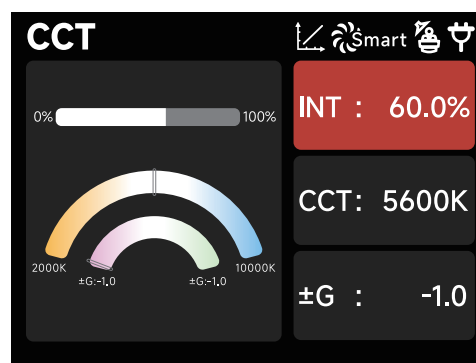 CCT
Smart
0% 100%
2000K 10000K
±G:-1.0 ±G:-1.0
INT : 60.0%
CCT: 5600K
±G : -1.0